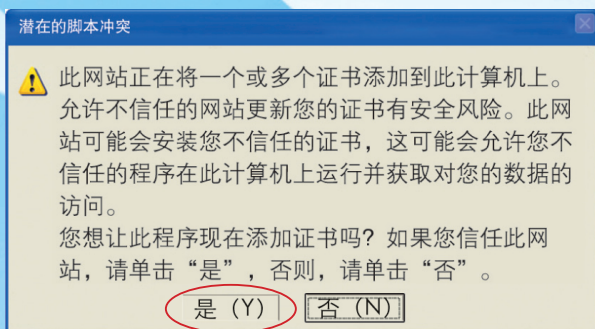 潜在的脚本冲突
此网站正在将一个或多个证书添加到此计算机上。
允许不信任的网站更新您的证书有安全风险。此网
站可能会安装您不信任的证书，这可能会允许您不
信任的程序在此计算机上运行并获取对您的数据的
访问。
您想让此程序现在添加证书吗？如果您信任此网
站，请单击“是”，否则，请单击“否”。
是（Y） 否（N）